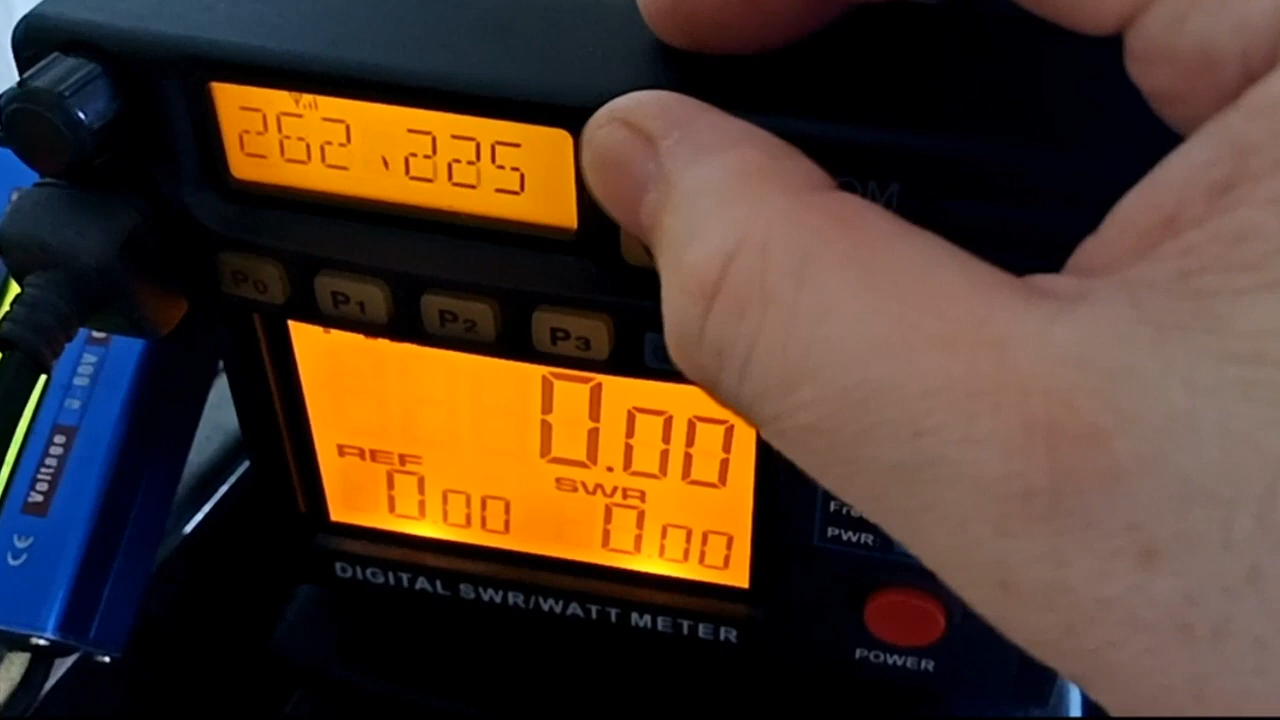 262.225
P0 P1 P2 P3
0.00
REF
0.00
SWR
0.00
DIGITAL SWR/WATT METER
PWR:
POWER
Voltage
CE